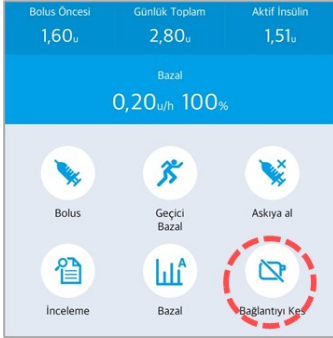 Bolus Öncesi Günlük Toplam Aktif İnsülin
1,60u 2,80u 1,51u
Bazal
0,20u/h 100%
Bolus Geçici Bazal Askıya al
A
İnceleme Bazal Bağlantıyı Kes